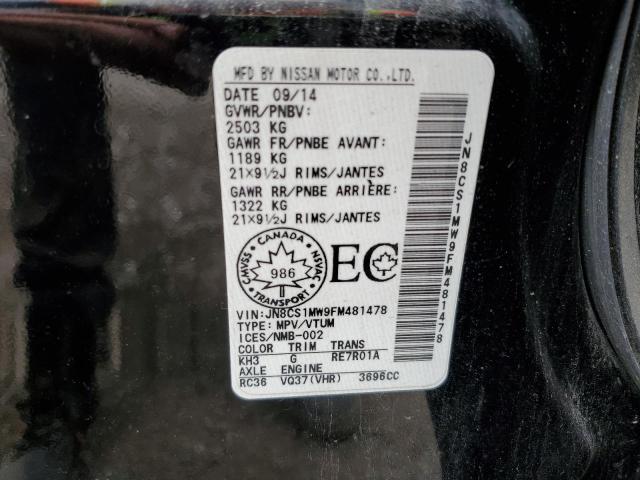 MFD BY NISSAN MOTOR CO.,LTD.
DATE 09/14
GVWR/PNBV:
2503 KG
GAWR FR/PNBE AVANT:
1189 KG
21×9½J RIMS/JANTES
GAWR RR/PNBE ARRIÈRE:
1322 KG
21×9½J RIMS/JANTES
CANADA
CMVSS 986 NSVAC
TRANSPORT
EC
VIN:JN8CS1MW9FM481478
TYPE:MPV/VTUM
ICES/NMB-002
COLOR TRIM TRANS
KH3 G RE7R01A
AXLE ENGINE
RC36 VQ37(VHR) 3696CC
JN8CS1MW9FM481478